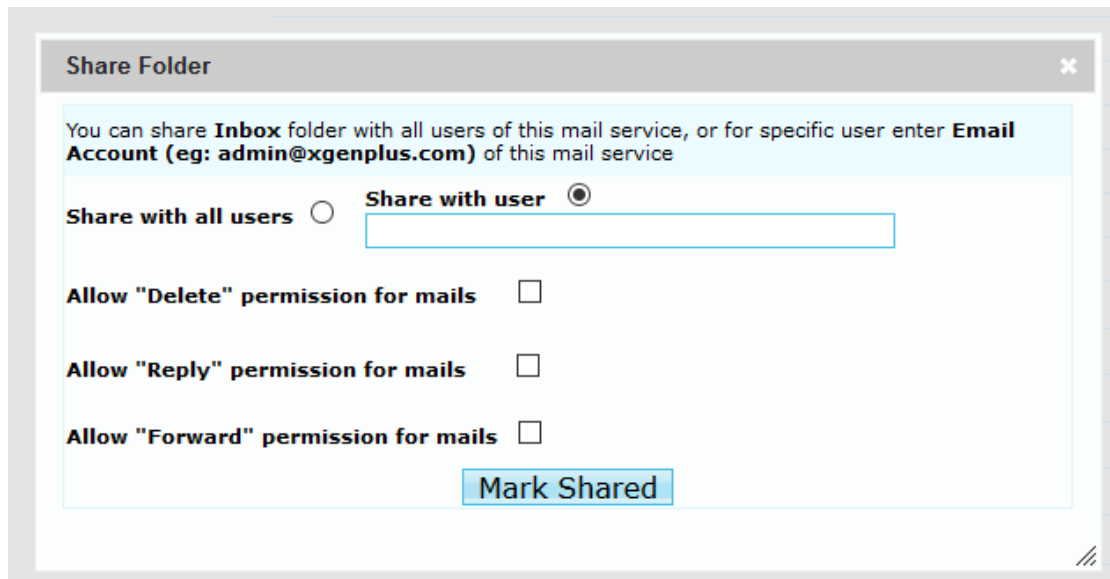 Share Folder
You can share Inbox folder with all users of this mail service, or for specific user enter Email
Account (eg: admin@xgenplus.com) of this mail service
Share with all users
Share with user
Allow "Delete" permission for mails
Allow "Reply" permission for mails
Allow "Forward" permission for mails
Mark Shared